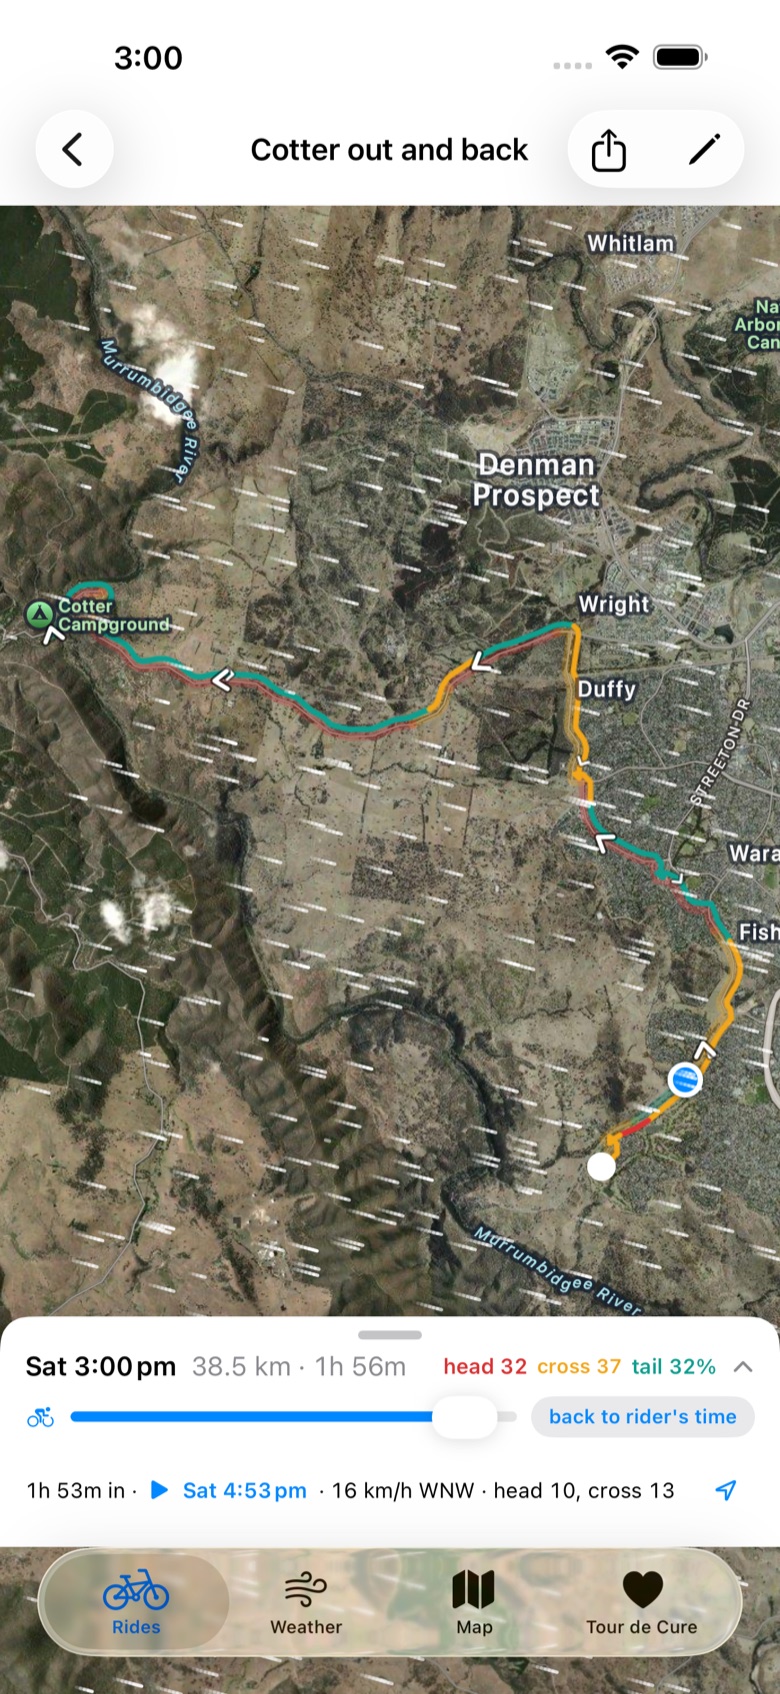 3:00
Cotter out and back
Whitlam
Na
Arbor
Can
Murrumbidgee River
Denman
Prospect
Cotter
Campground
Wright
Duffy
STREETON DR
Wara
Fish
Murrumbidgee River
Sat 3:00 pm 38.5 km · 1h 56m head 32 cross 37 tail 32%
back to rider's time
1h 53m in · Sat 4:53 pm · 16 km/h WNW · head 10, cross 13
Rides Weather Map Tour de Cure